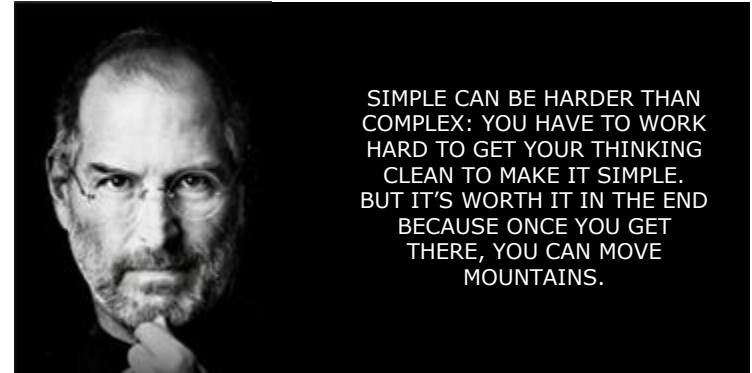 SIMPLE CAN BE HARDER THAN
COMPLEX: YOU HAVE TO WORK
HARD TO GET YOUR THINKING
CLEAN TO MAKE IT SIMPLE.
BUT IT’S WORTH IT IN THE END
BECAUSE ONCE YOU GET
THERE, YOU CAN MOVE
MOUNTAINS.